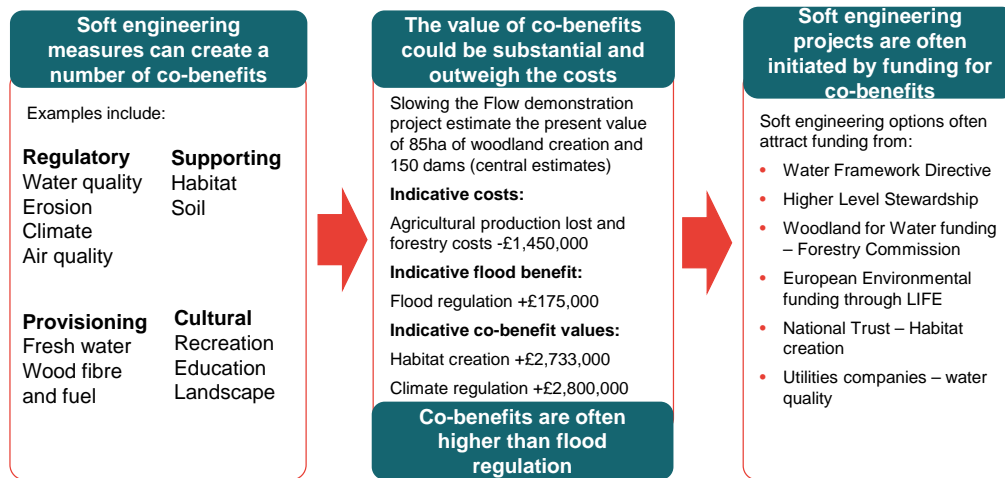 Soft engineering
measures can create a
number of co-benefits
Examples include:
Regulatory
Water quality
Erosion
Climate
Air quality
Supporting
Habitat
Soil
Provisioning
Fresh water
Wood fibre
and fuel
Cultural
Recreation
Education
Landscape
The value of co-benefits
could be substantial and
outweigh the costs
Slowing the Flow demonstration
project estimate the present value
of 85ha of woodland creation and
150 dams (central estimates)
Indicative costs:
Agricultural production lost and
forestry costs -£1,450,000
Indicative flood benefit:
Flood regulation +£175,000
Indicative co-benefit values:
Habitat creation +£2,733,000
Climate regulation +£2,800,000
Co-benefits are often
higher than flood
regulation
Soft engineering
projects are often
initiated by funding for
co-benefits
Soft engineering options often
attract funding from:
• Water Framework Directive
• Higher Level Stewardship
• Woodland for Water funding
– Forestry Commission
• European Environmental
funding through LIFE
• National Trust – Habitat
creation
• Utilities companies – water
quality